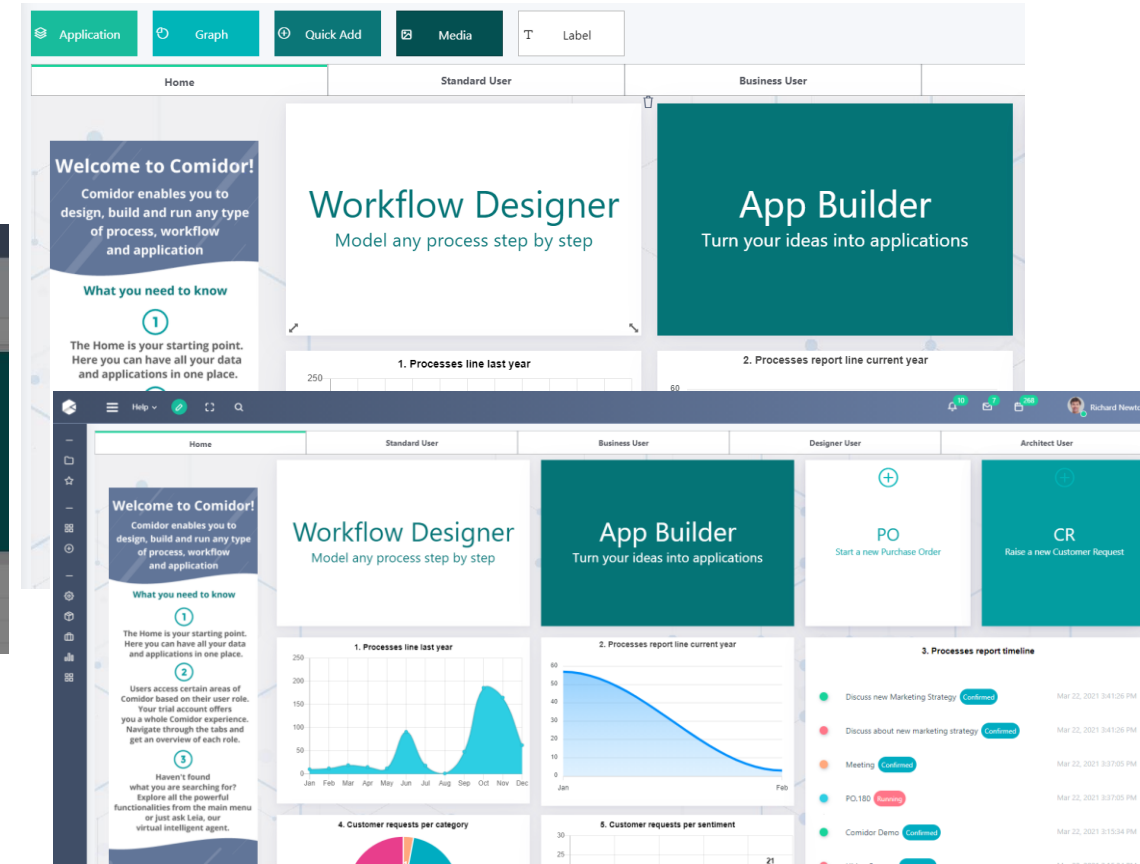 Application
Graph
Quick Add
Media
T
Label
Home
Standard User
Business User
Welcome to Comidor!
Comidor enables you to
design, build and run any type
of process, workflow
and application
What you need to know
1
The Home is your starting point.
Here you can have all your data
and applications in one place.
Workflow Designer
Model any process step by step
App Builder
Turn your ideas into applications
1. Processes line last year
250
2. Processes report line current year
60
Help
10
7
268
Richard Newto
Home
Standard User
Business User
Designer User
Architect User
Welcome to Comidor!
Comidor enables you to
design, build and run any type
of process, workflow
and application
What you need to know
1
The Home is your starting point.
Here you can have all your data
and applications in one place.
2
Users access certain areas of
Comidor based on their user role.
Your trial account offers
you a whole Comidor experience.
Navigate through the tabs and
get an overview of each role.
3
Haven't found
what you are searching for?
Explore all the powerful
functionalities from the main menu
or just ask Leia, our
virtual intelligent agent.
Workflow Designer
Model any process step by step
App Builder
Turn your ideas into applications
PO
Start a new Purchase Order
CR
Raise a new Customer Request
1. Processes line last year
250
200
150
100
50
0
Jan Feb Mar Apr May Jun Jul Aug Sep Oct Nov Dec
2. Processes report line current year
60
50
40
30
20
10
0
Jan Feb
3. Processes report timeline
Discuss new Marketing Strategy Confirmed Mar 22, 2021 3:41:26 PM
Discuss about new marketing strategy Confirmed Mar 22, 2021 3:41:26 PM
Meeting Confirmed Mar 22, 2021 3:37:05 PM
PO.180 Running Mar 22, 2021 3:37:05 PM
Comidor Demo Confirmed Mar 22, 2021 3:15:34 PM
4. Customer requests per category
5. Customer requests per sentiment
30
25
21